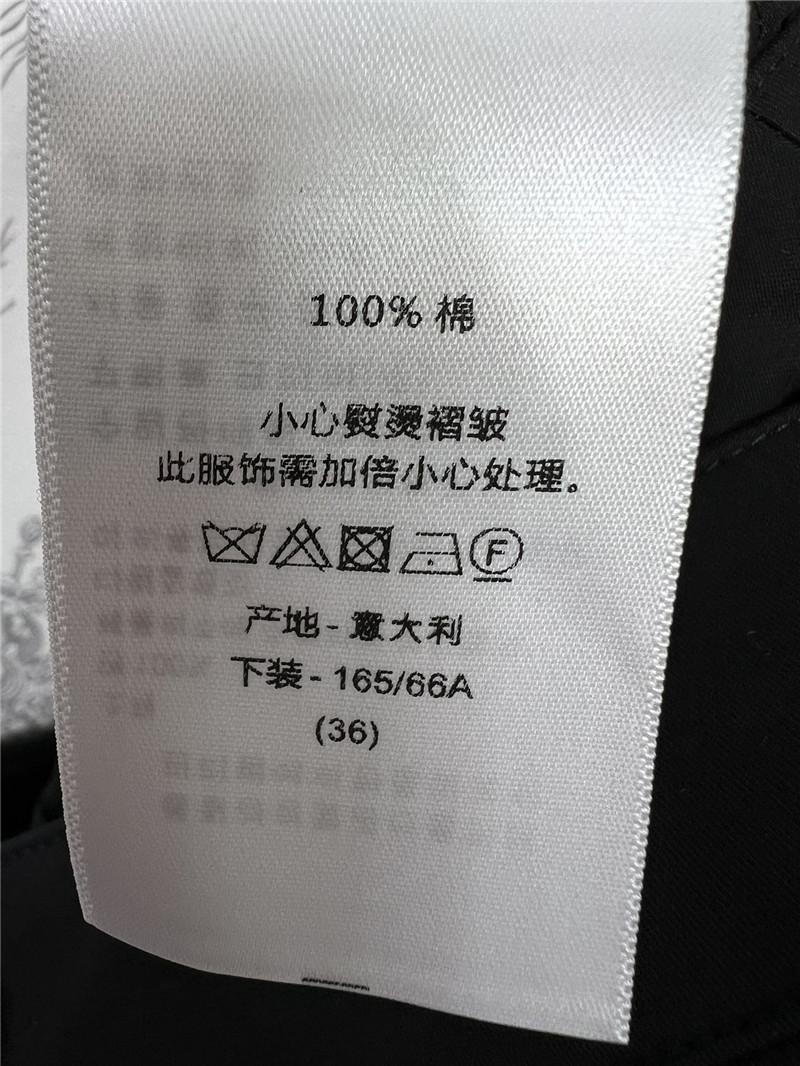 100% 棉
小心熨烫褶皱
此服饰需加倍小心处理。
F
产地- 意大利
下装- 165/66A
(36)